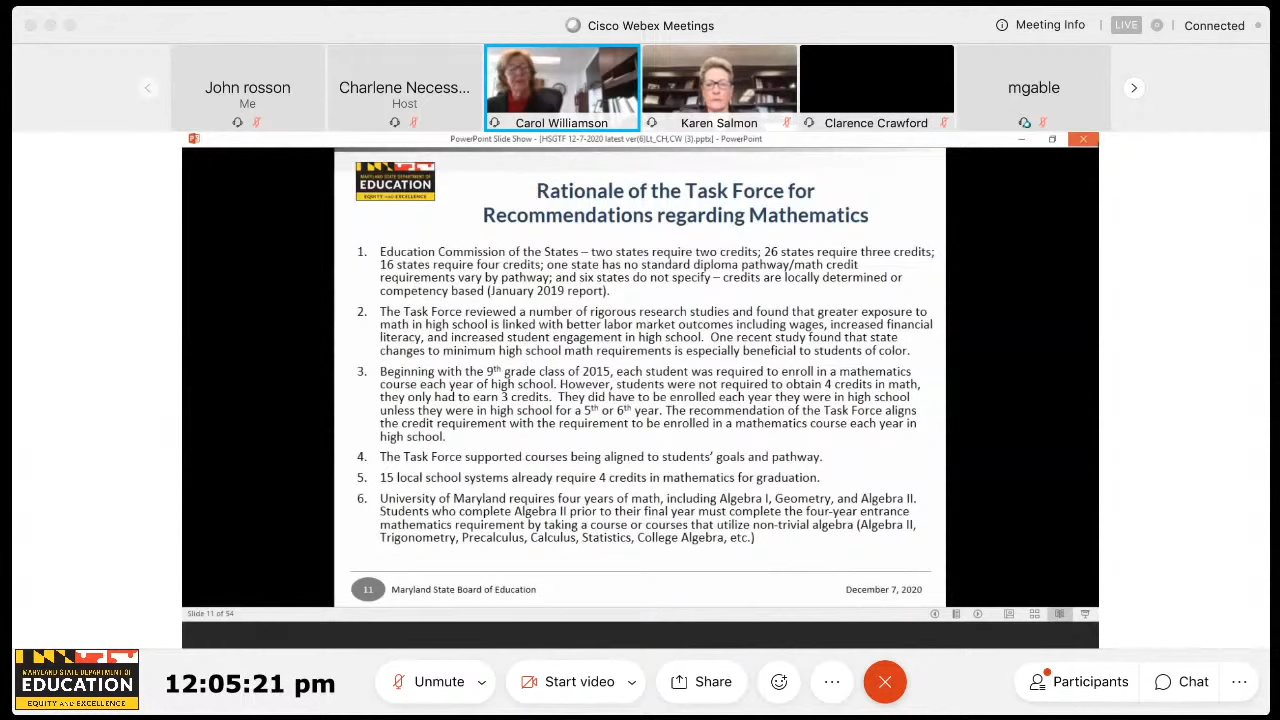 Cisco Webex Meetings
Meeting Info
LIVE
Connected
John rosson
Me
Charlene Necess...
Host
Carol Williamson
Karen Salmon
Clarence Crawford
mgable
PowerPoint Slide Show - [HSGTF 12-7-2020 latest ver(6)Lt_CH,CW (3).pptx] - PowerPoint
MARYLAND STATE DEPARTMENT OF
EDUCATION
EQUITY AND EXCELLENCE
Rationale of the Task Force for
Recommendations regarding Mathematics
1. Education Commission of the States – two states require two credits; 26 states require three credits;
16 states require four credits; one state has no standard diploma pathway/math credit
requirements vary by pathway; and six states do not specify – credits are locally determined or
competency based (January 2019 report).
2. The Task Force reviewed a number of rigorous research studies and found that greater exposure to
math in high school is linked with better labor market outcomes including wages, increased financial
literacy, and increased student engagement in high school. One recent study found that state
changes to minimum high school math requirements is especially beneficial to students of color.
3. Beginning with the 9th grade class of 2015, each student was required to enroll in a mathematics
course each year of high school. However, students were not required to obtain 4 credits in math,
they only had to earn 3 credits. They did have to be enrolled each year they were in high school
unless they were in high school for a 5th or 6th year. The recommendation of the Task Force aligns
the credit requirement with the requirement to be enrolled in a mathematics course each year in
high school.
4. The Task Force supported courses being aligned to students' goals and pathway.
5. 15 local school systems already require 4 credits in mathematics for graduation.
6. University of Maryland requires four years of math, including Algebra I, Geometry, and Algebra II.
Students who complete Algebra II prior to their final year must complete the four-year entrance
mathematics requirement by taking a course or courses that utilize non-trivial algebra (Algebra II,
Trigonometry, Precalculus, Calculus, Statistics, College Algebra, etc.)
11
Maryland State Board of Education
December 7, 2020
Slide 11 of 54
MARYLAND STATE DEPARTMENT OF
EDUCATION
EQUITY AND EXCELLENCE
12:05:21 pm
Unmute
Start video
Share
Participants
Chat